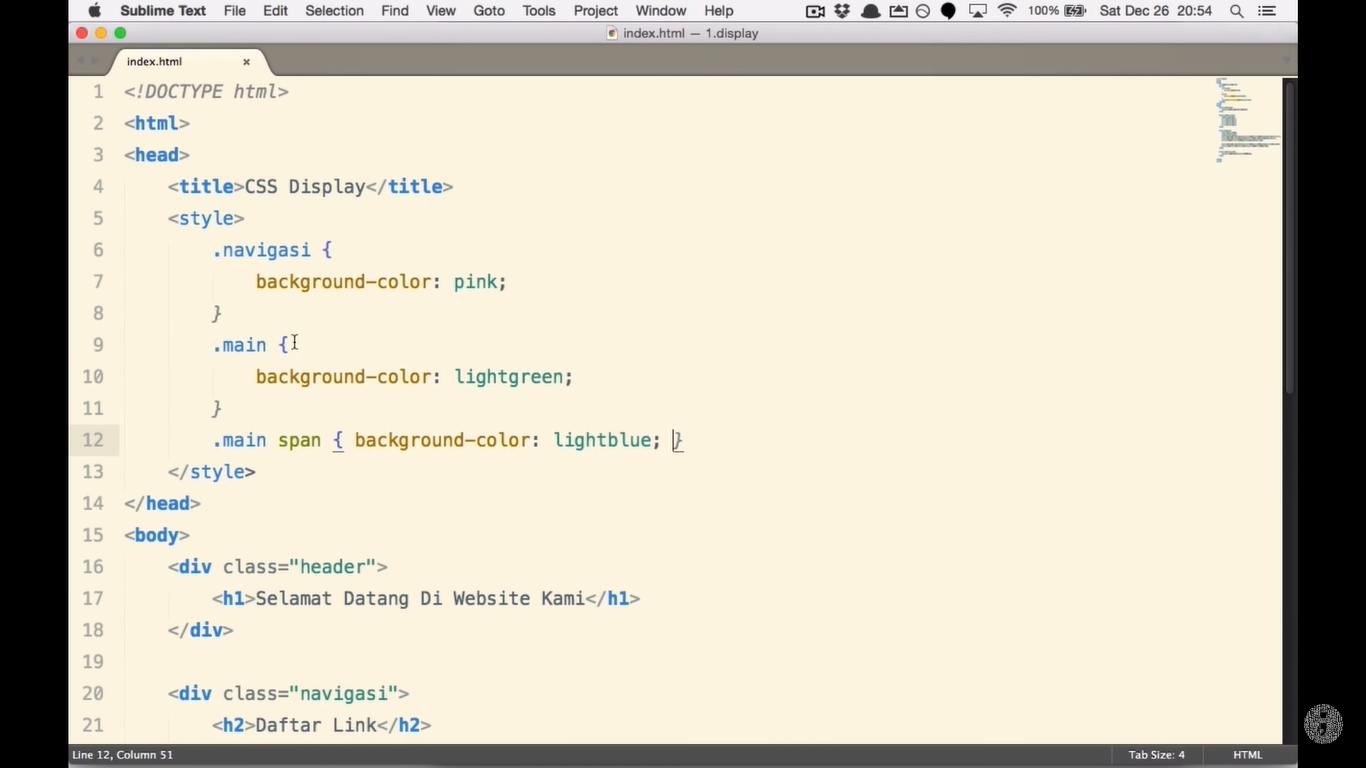 Sublime Text File Edit Selection Find View Goto Tools Project Window Help 100% Sat Dec 26 20:54
index.html — 1.display
index.html
1 <!DOCTYPE html>
2 <html>
3 <head>
4 <title>CSS Display</title>
5 <style>
6 .navigasi {
7 background-color: pink;
8 }
9 .main {
10 background-color: lightgreen;
11 }
12 .main span { background-color: lightblue; }
13 </style>
14 </head>
15 <body>
16 <div class="header">
17 <h1>Selamat Datang Di Website Kami</h1>
18 </div>
19
20 <div class="navigasi">
21 <h2>Daftar Link</h2>
Line 12, Column 51 Tab Size: 4 HTML